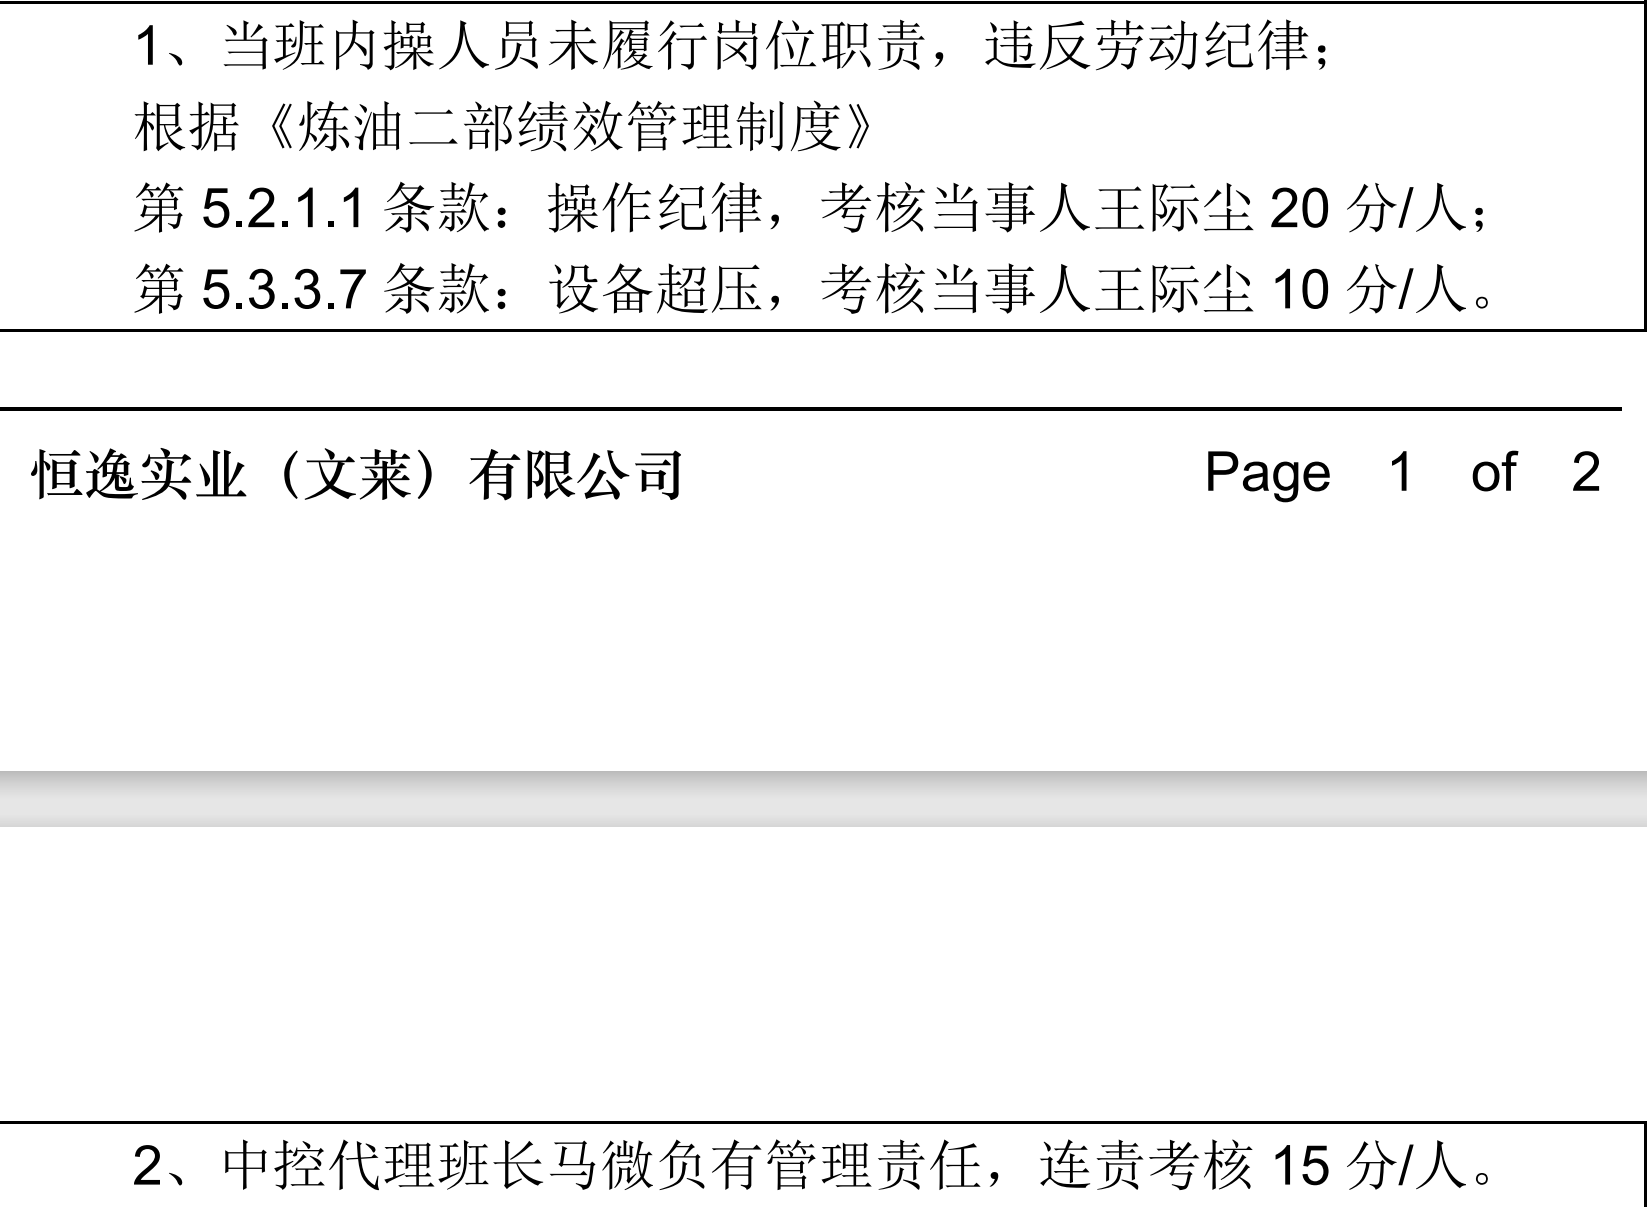 1、当班内操人员未履行岗位职责，违反劳动纪律；
根据《炼油二部绩效管理制度》
第 5.2.1.1 条款：操作纪律，考核当事人王际尘 20 分/人；
第 5.3.3.7 条款：设备超压，考核当事人王际尘 10 分/人。
恒逸实业（文莱）有限公司 Page 1 of 2
2、中控代理班长马微负有管理责任，连责考核 15 分/人。